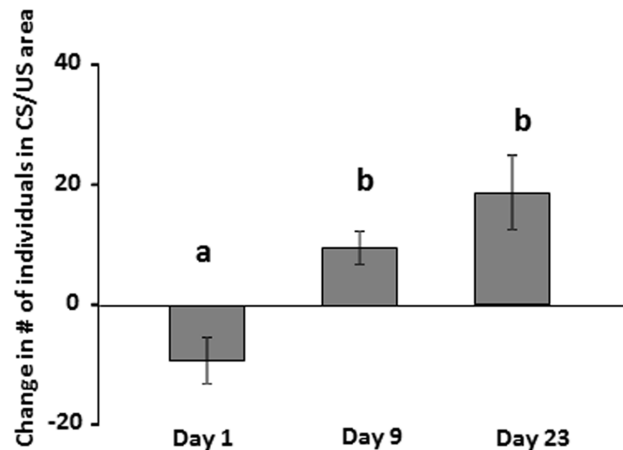 Change in # of individuals in CS/US area
40
20
0
-20
a
b
b
Day 1
Day 9
Day 23